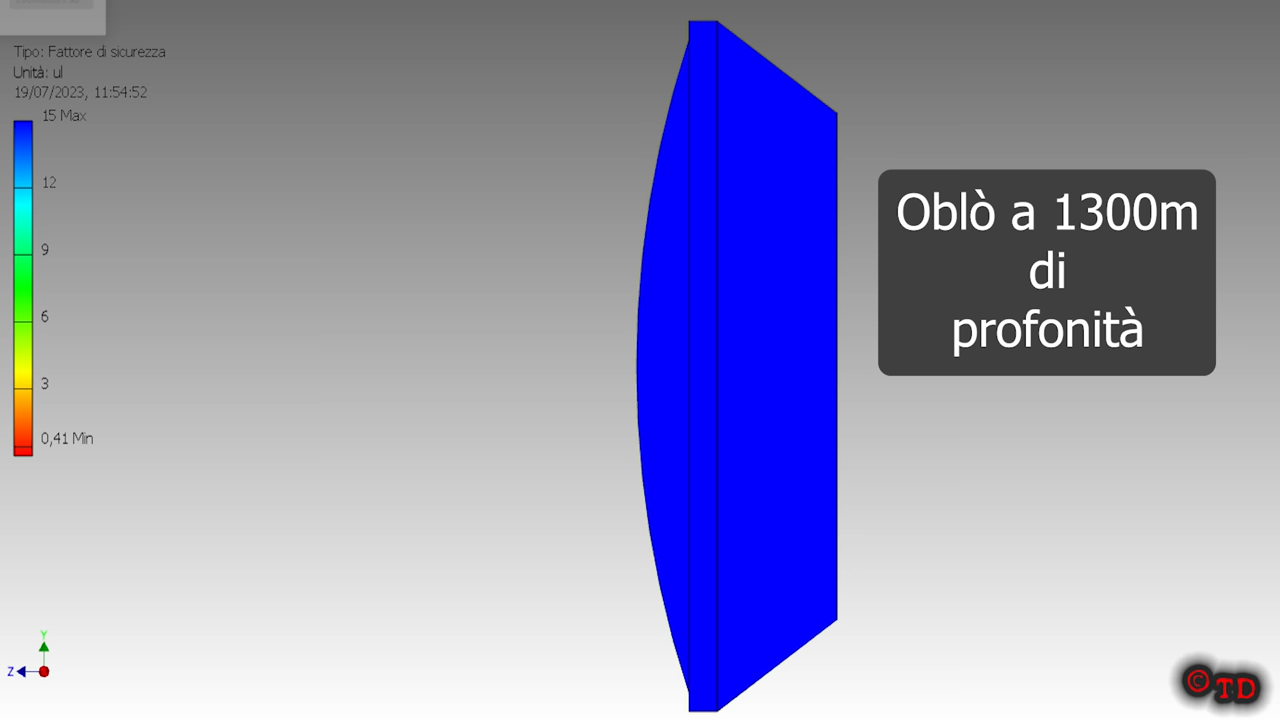 Tipo: Fattore di sicurezza
Unità: ul
19/07/2023, 11:54:52
15 Max
12
9
6
3
0,41 Min
Oblò a 1300m
di
profonità
Y
Z
© TD